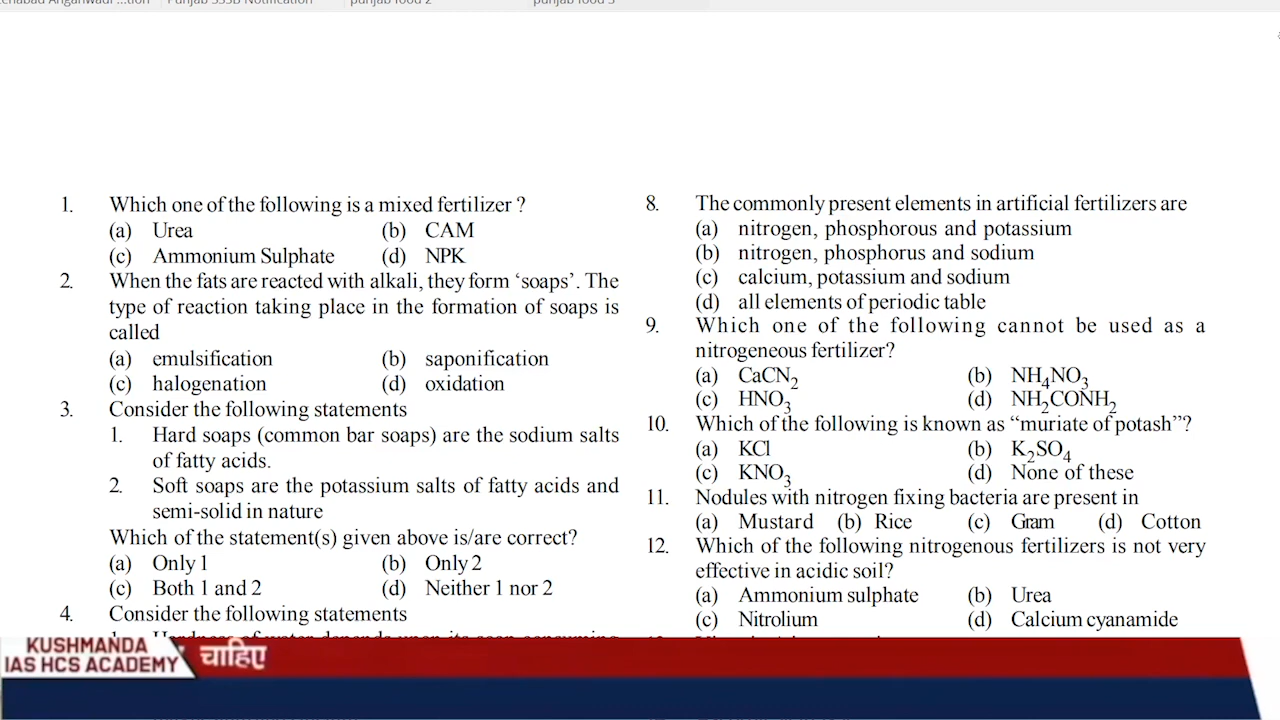 punjab food 2
punjab food 3
1. Which one of the following is a mixed fertilizer ?
(a) Urea (b) CAM
(c) Ammonium Sulphate (d) NPK
2. When the fats are reacted with alkali, they form ‘soaps’. The
type of reaction taking place in the formation of soaps is
called
(a) emulsification (b) saponification
(c) halogenation (d) oxidation
3. Consider the following statements
1. Hard soaps (common bar soaps) are the sodium salts
of fatty acids.
2. Soft soaps are the potassium salts of fatty acids and
semi-solid in nature
Which of the statement(s) given above is/are correct?
(a) Only 1 (b) Only 2
(c) Both 1 and 2 (d) Neither 1 nor 2
4. Consider the following statements
8. The commonly present elements in artificial fertilizers are
(a) nitrogen, phosphorous and potassium
(b) nitrogen, phosphorus and sodium
(c) calcium, potassium and sodium
(d) all elements of periodic table
9. Which one of the following cannot be used as a
nitrogeneous fertilizer?
(a) CaCN₂ (b) NH₄NO₃
(c) HNO₃ (d) NH₂CONH₂
10. Which of the following is known as “muriate of potash”?
(a) KCl (b) K₂SO₄
(c) KNO₃ (d) None of these
11. Nodules with nitrogen fixing bacteria are present in
(a) Mustard (b) Rice (c) Gram (d) Cotton
12. Which of the following nitrogenous fertilizers is not very
effective in acidic soil?
(a) Ammonium sulphate (b) Urea
(c) Nitrolium (d) Calcium cyanamide
KUSHMANDA
IAS HCS ACADEMY
चाहिए